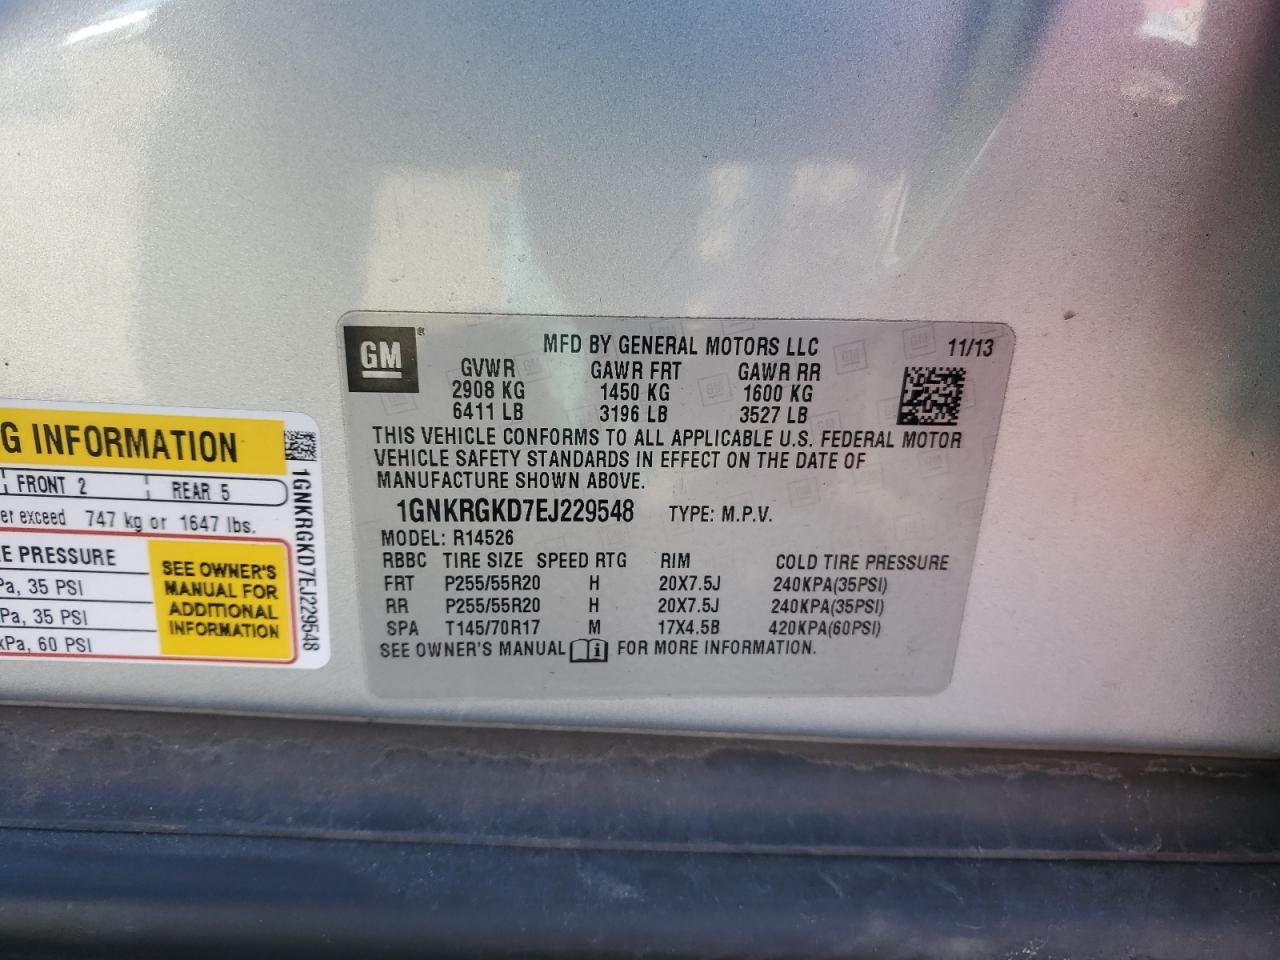 G INFORMATION
FRONT 2 REAR 5
er exceed 747 kg or 1647 lbs.
E PRESSURE
Pa, 35 PSI
Pa, 35 PSI
kPa, 60 PSI
SEE OWNER'S
MANUAL FOR
ADDITIONAL
INFORMATION
1GNKRGKD7EJ229548
GM ®
MFD BY GENERAL MOTORS LLC 11/13
GVWR GAWR FRT GAWR RR
2908 KG 1450 KG 1600 KG
6411 LB 3196 LB 3527 LB
THIS VEHICLE CONFORMS TO ALL APPLICABLE U.S. FEDERAL MOTOR
VEHICLE SAFETY STANDARDS IN EFFECT ON THE DATE OF
MANUFACTURE SHOWN ABOVE.
1GNKRGKD7EJ229548 TYPE: M.P.V.
MODEL: R14526
RBBC TIRE SIZE SPEED RTG RIM COLD TIRE PRESSURE
FRT P255/55R20 H 20X7.5J 240KPA(35PSI)
RR P255/55R20 H 20X7.5J 240KPA(35PSI)
SPA T145/70R17 M 17X4.5B 420KPA(60PSI)
SEE OWNER'S MANUAL i FOR MORE INFORMATION.